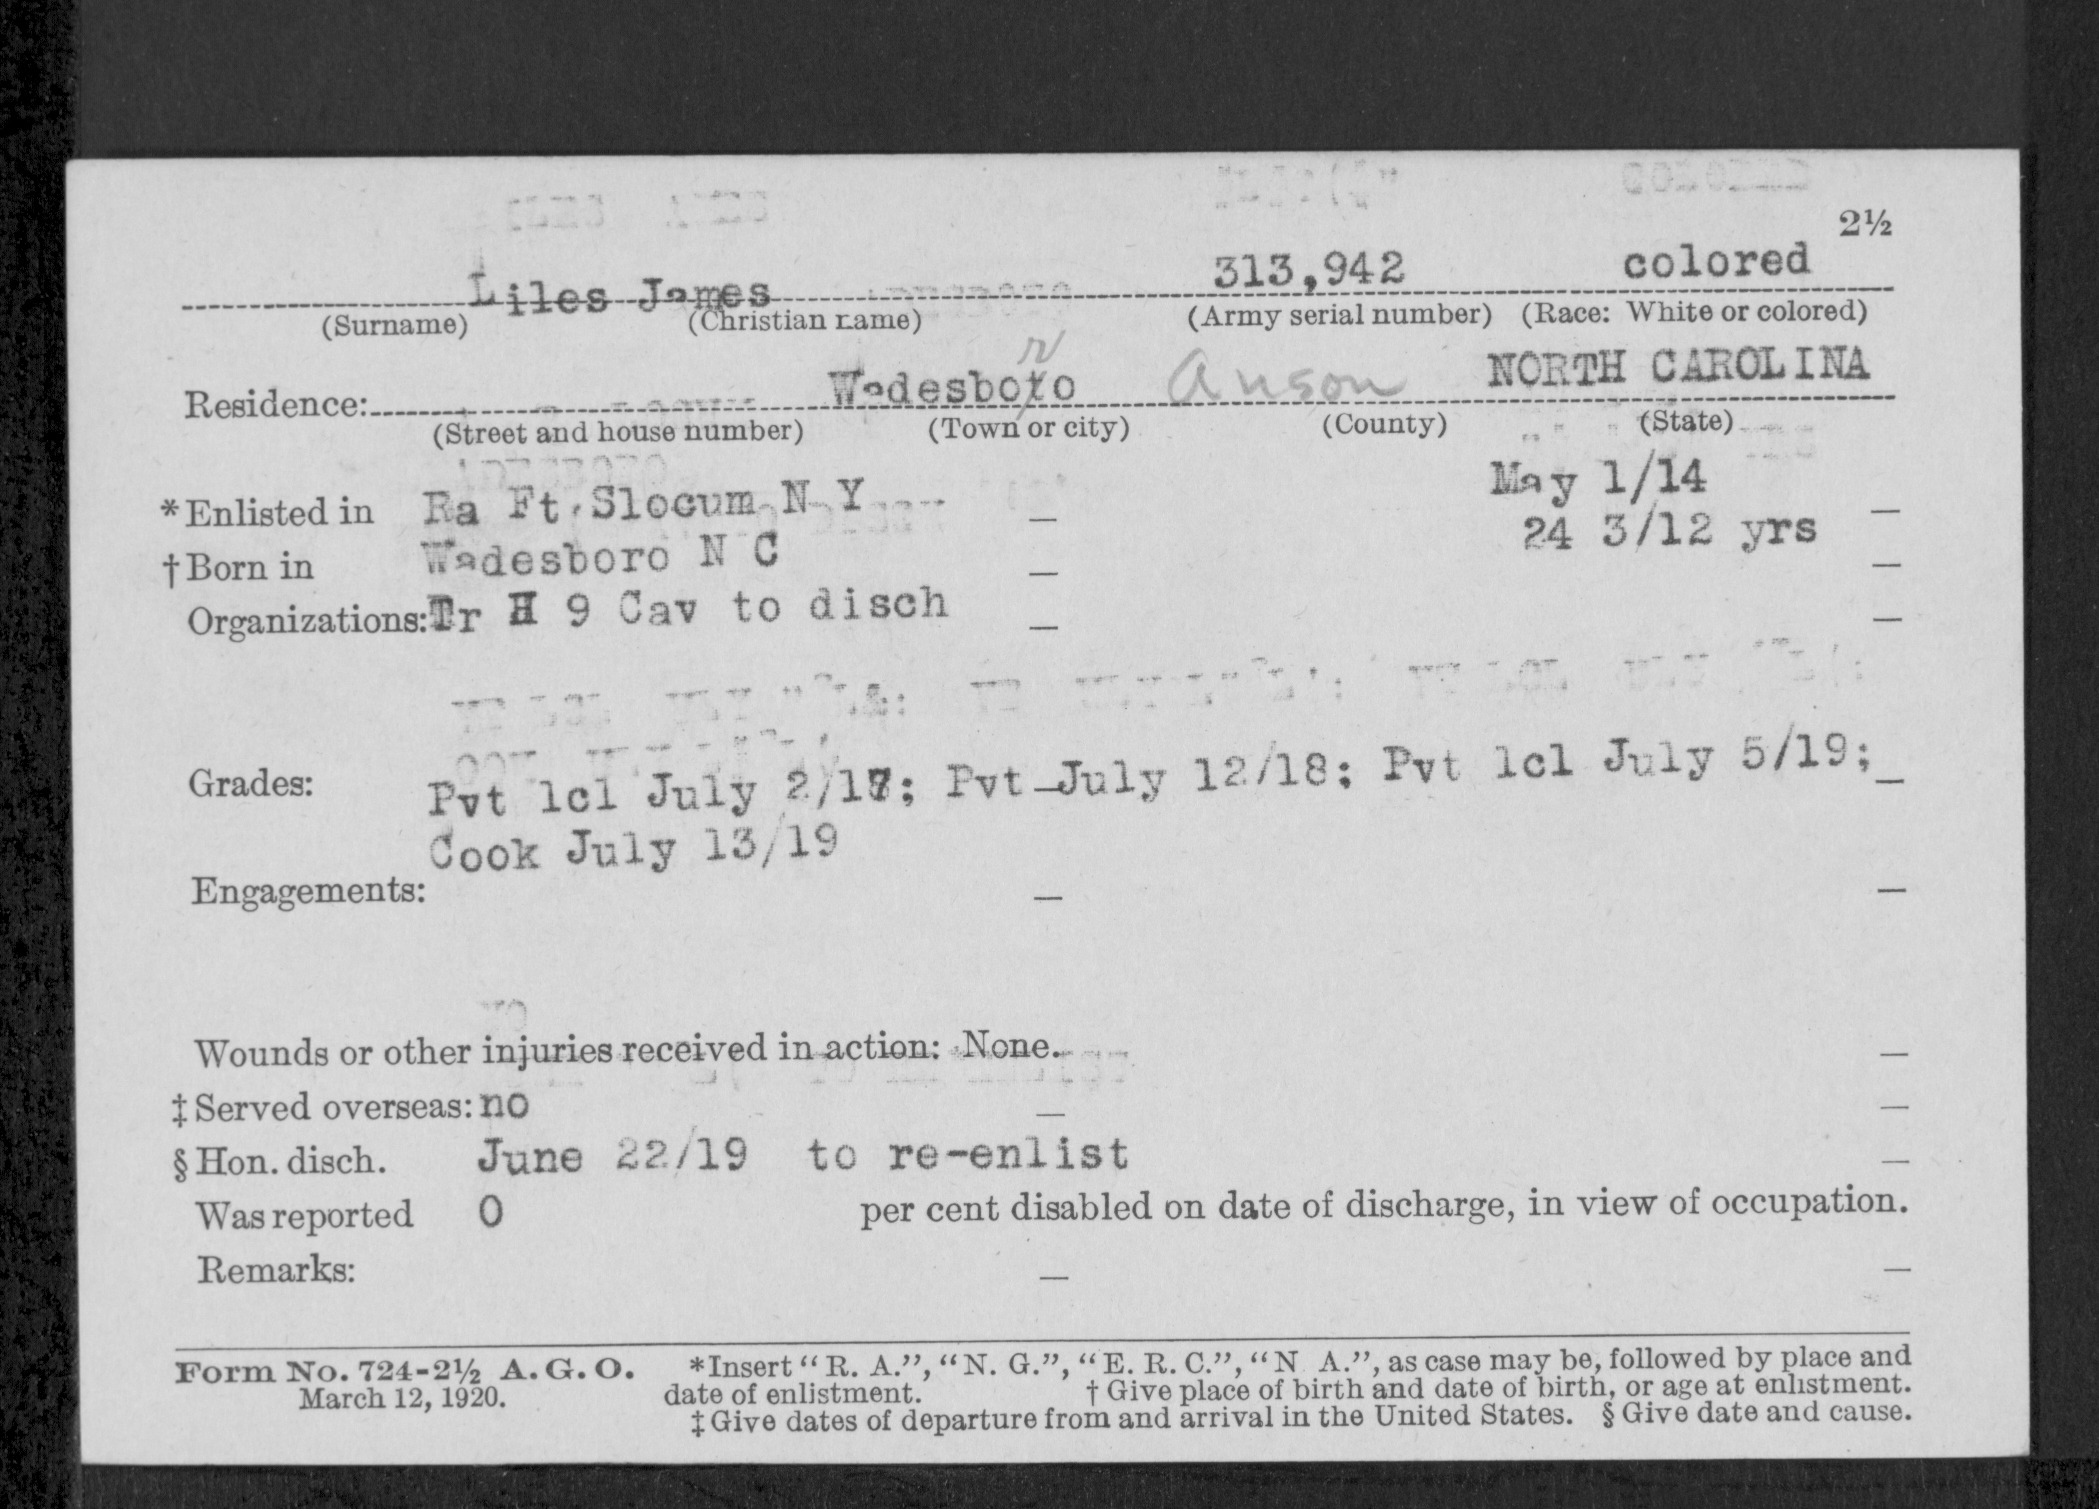 2½
Liles James 313,942 colored
(Surname) (Christian name) (Army serial number) (Race: White or colored)
r
Residence: Wadesboro Anson NORTH CAROLINA
(Street and house number) (Town or city) (County) (State)
*Enlisted in Ra Ft. Slocum N Y — May 1/14 —
†Born in Wadesboro N C — 24 3/12 yrs —
Organizations: Tr H 9 Cav to disch — —
Grades: Pvt 1cl July 2/17; Pvt July 12/18; Pvt 1cl July 5/19;
Cook July 13/19
Engagements: — —
Wounds or other injuries received in action: None. —
‡Served overseas: no — —
§Hon. disch. June 22/19 to re-enlist —
Was reported 0 per cent disabled on date of discharge, in view of occupation.
Remarks: — —
Form No. 724-2½ A. G. O. *Insert "R. A.", "N. G.", "E. R. C.", "N A.", as case may be, followed by place and
March 12, 1920. date of enlistment. †Give place of birth and date of birth, or age at enlistment.
‡Give dates of departure from and arrival in the United States. §Give date and cause.